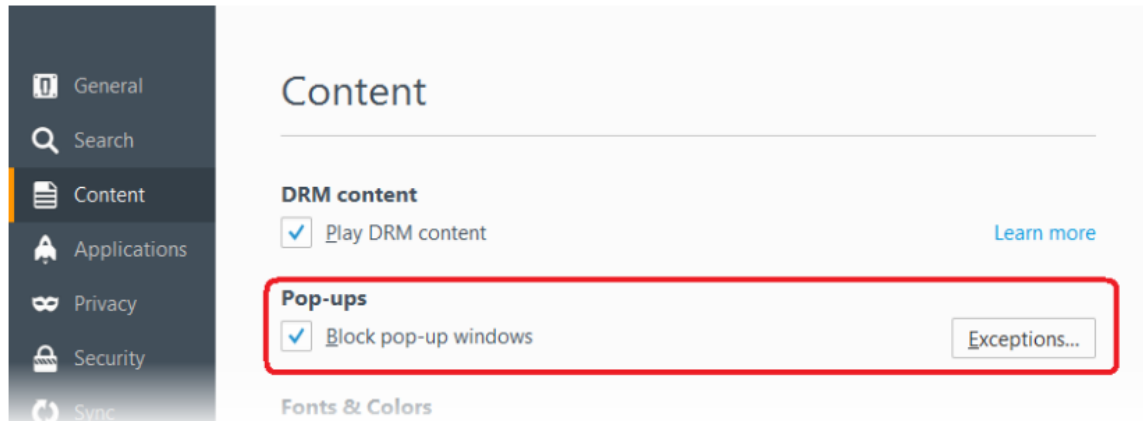 General
Search
Content
Applications
Privacy
Security
Sync
Content
DRM content
Play DRM content
Learn more
Pop-ups
Block pop-up windows
Exceptions...
Fonts & Colors